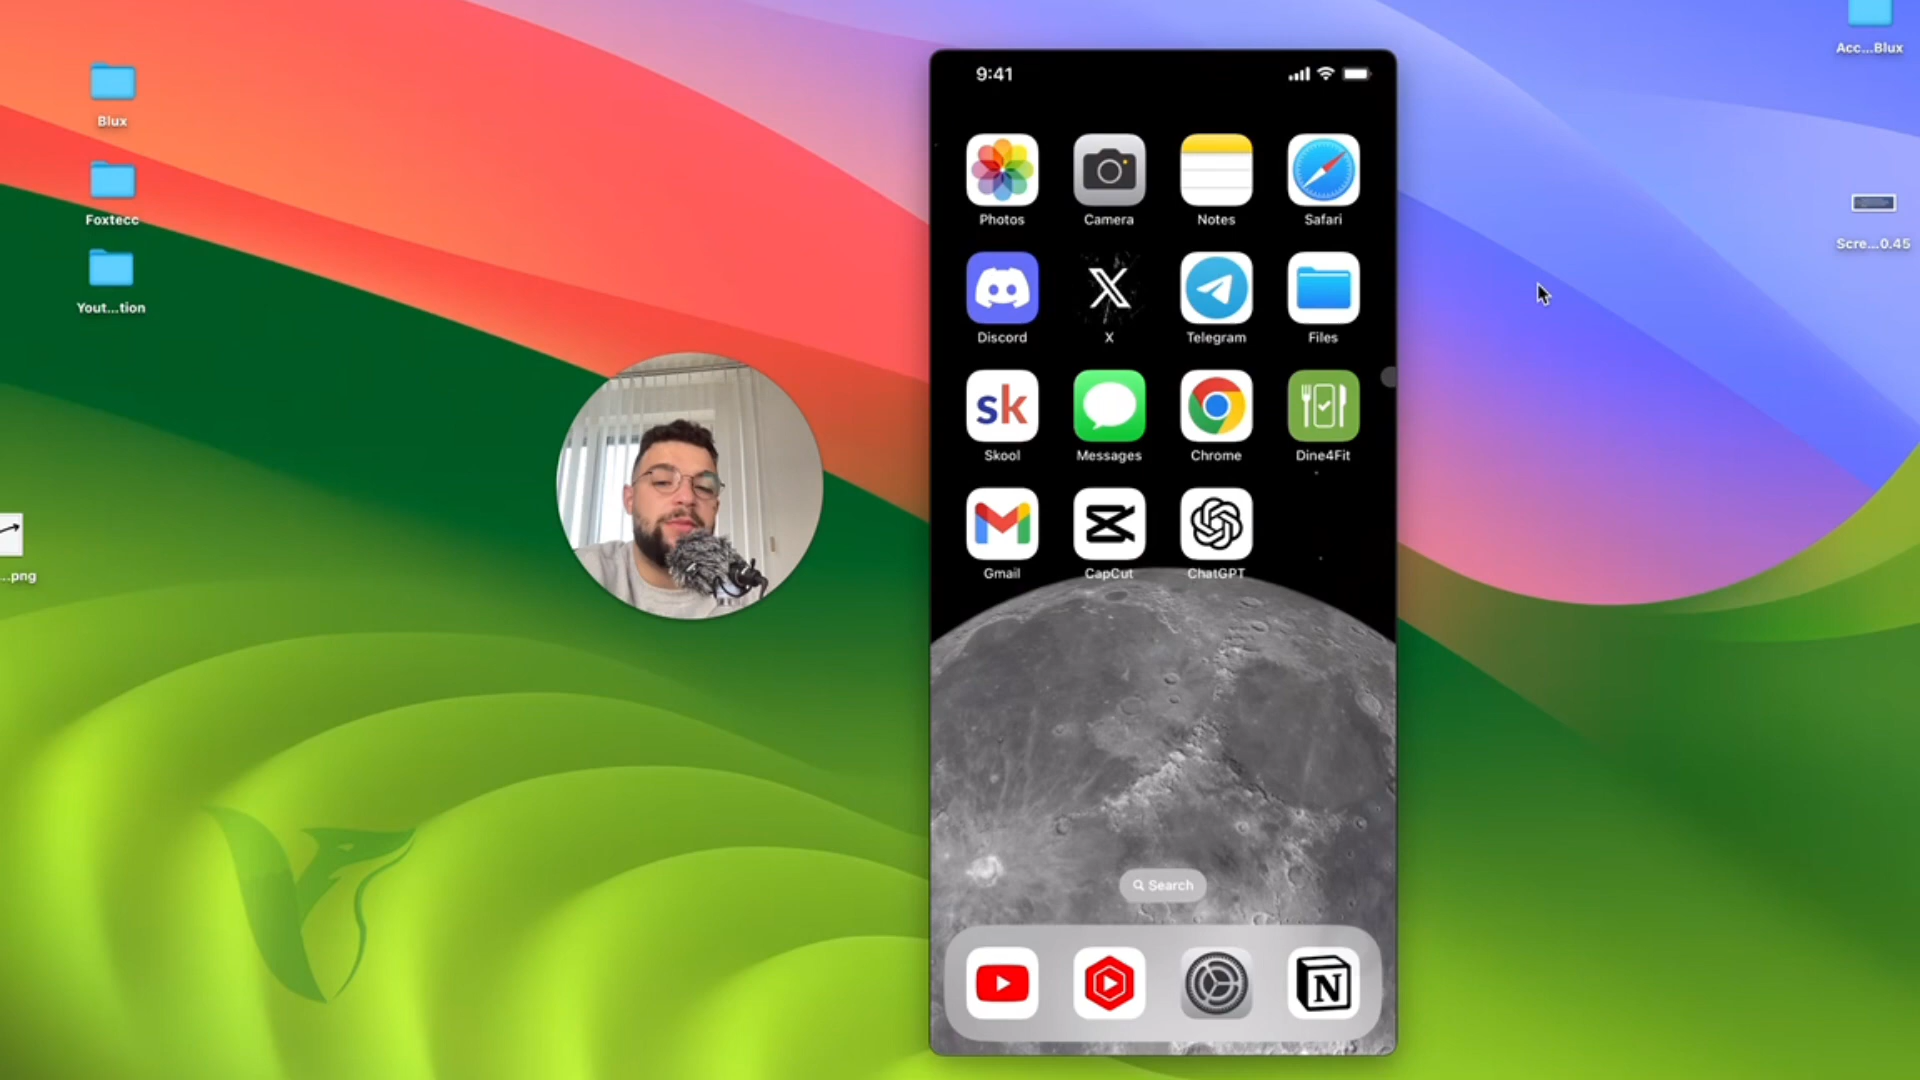 Acc...Blux
Blux
Foxtecc
Yout...tion
...png
Scre...0.45
9:41
Photos Camera Notes Safari
Discord X Telegram Files
sk
Skool Messages Chrome Dine4Fit
Gmail CapCut ChatGPT
Search
N